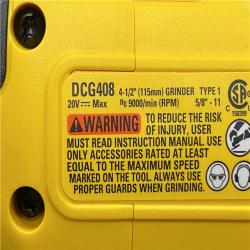 DCG408 4-1/2" (115mm) GRINDER TYPE 1
20V⎓ Max n₀ 9000/min (RPM) 5/8" - 11
WARNING TO REDUCE THE RISK
OF INJURY, USER
MUST READ INSTRUCTION MANUAL. USE
ONLY ACCESSORIES RATED AT LEAST
EQUAL TO THE MAXIMUM SPEED
MARKED ON THE TOOL. ALWAYS USE
PROPER GUARDS WHEN GRINDING.
C US
150399